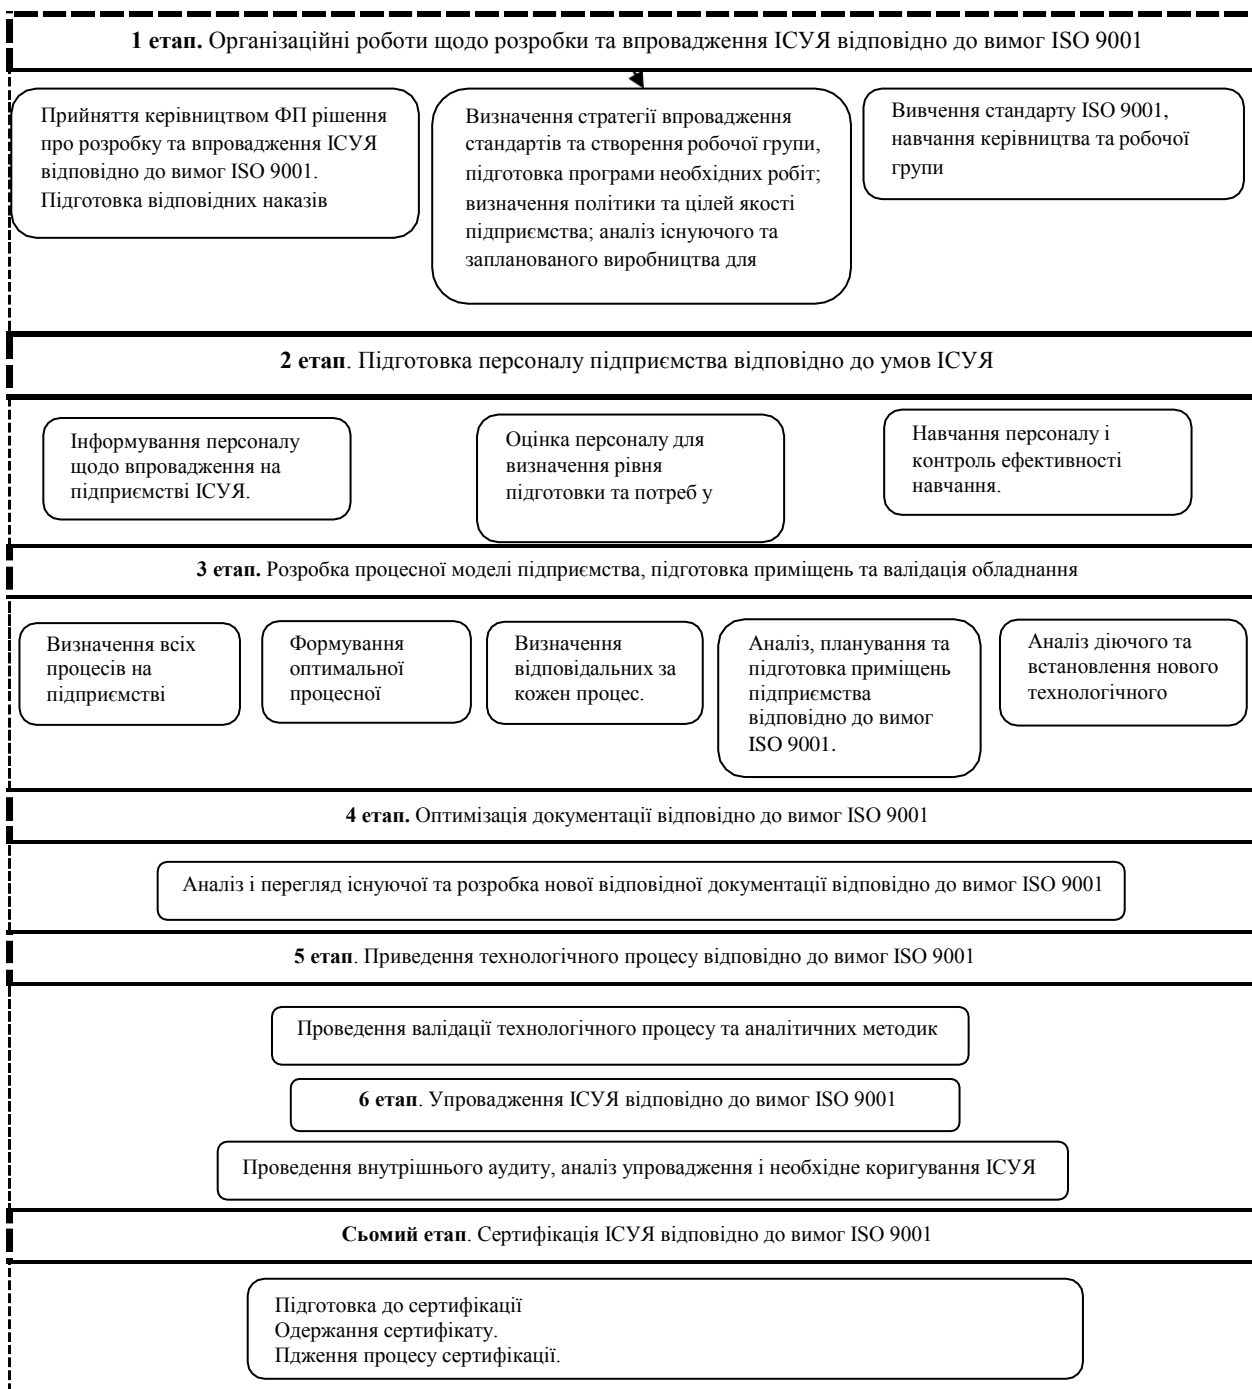 1 етап. Організаційні роботи щодо розробки та впровадження ІСУЯ відповідно до вимог ISO 9001
Прийняття керівництвом ФП рішення
про розробку та впровадження ІСУЯ
відповідно до вимог ISO 9001.
Підготовка відповідних наказів
Визначення стратегії впровадження
стандартів та створення робочої групи,
підготовка програми необхідних робіт;
визначення політики та цілей якості
підприємства; аналіз існуючого та
запланованого виробництва для
Вивчення стандарту ISO 9001,
навчання керівництва та робочої
групи
2 етап. Підготовка персоналу підприємства відповідно до умов ІСУЯ
Інформування персоналу
щодо впровадження на
підприємстві ІСУЯ.
Оцінка персоналу для
визначення рівня
підготовки та потреб у
Навчання персоналу і
контроль ефективності
навчання.
3 етап. Розробка процесної моделі підприємства, підготовка приміщень та валідація обладнання
Визначення всіх
процесів на
підприємстві
Формування
оптимальної
процесної
Визначення
відповідальних за
кожен процес.
Аналіз, планування та
підготовка приміщень
підприємства
відповідно до вимог
ISO 9001.
Аналіз діючого та
встановлення нового
технологічного
4 етап. Оптимізація документації відповідно до вимог ISO 9001
Аналіз і перегляд існуючої та розробка нової відповідної документації відповідно до вимог ISO 9001
5 етап. Приведення технологічного процесу відповідно до вимог ISO 9001
Проведення валідації технологічного процесу та аналітичних методик
6 етап. Упровадження ІСУЯ відповідно до вимог ISO 9001
Проведення внутрішнього аудиту, аналіз упровадження і необхідне коригування ІСУЯ
Сьомий етап. Сертифікація ІСУЯ відповідно до вимог ISO 9001
Підготовка до сертифікації
Одержання сертифікату.
Пдження процесу сертифікації.